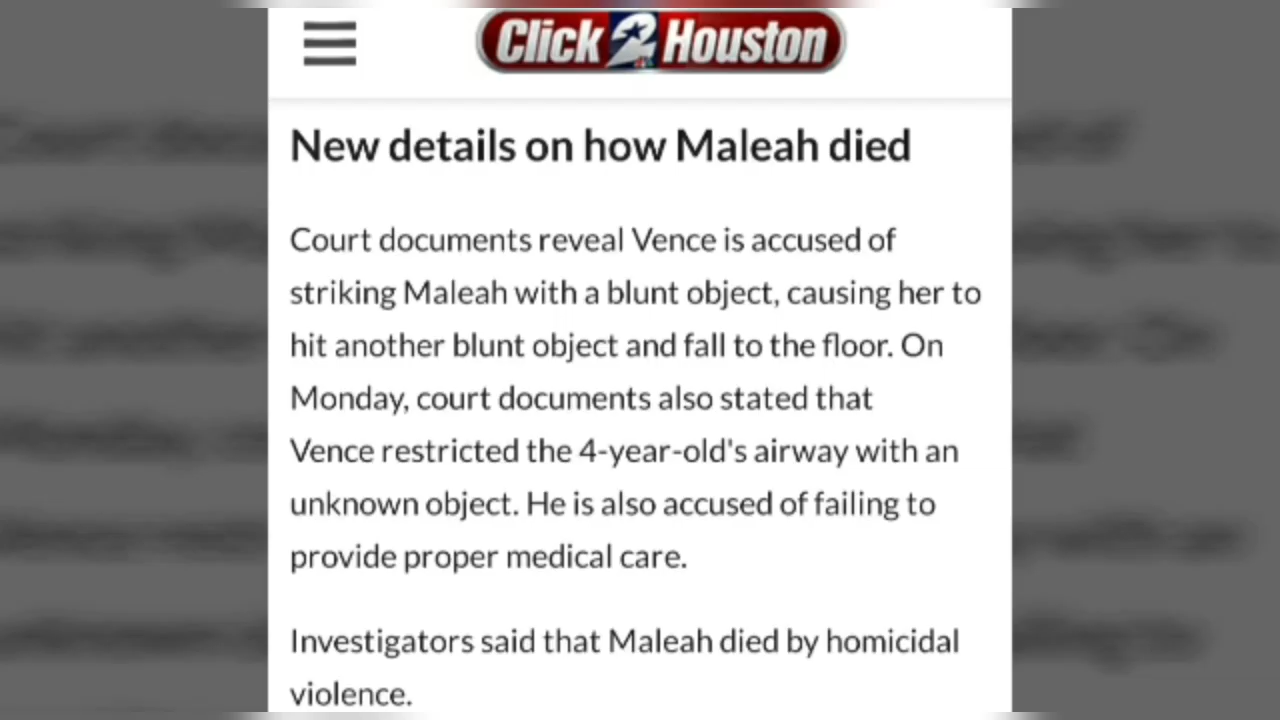 Click 2 Houston
New details on how Maleah died
Court documents reveal Vence is accused of
striking Maleah with a blunt object, causing her to
hit another blunt object and fall to the floor. On
Monday, court documents also stated that
Vence restricted the 4-year-old's airway with an
unknown object. He is also accused of failing to
provide proper medical care.
Investigators said that Maleah died by homicidal
violence.